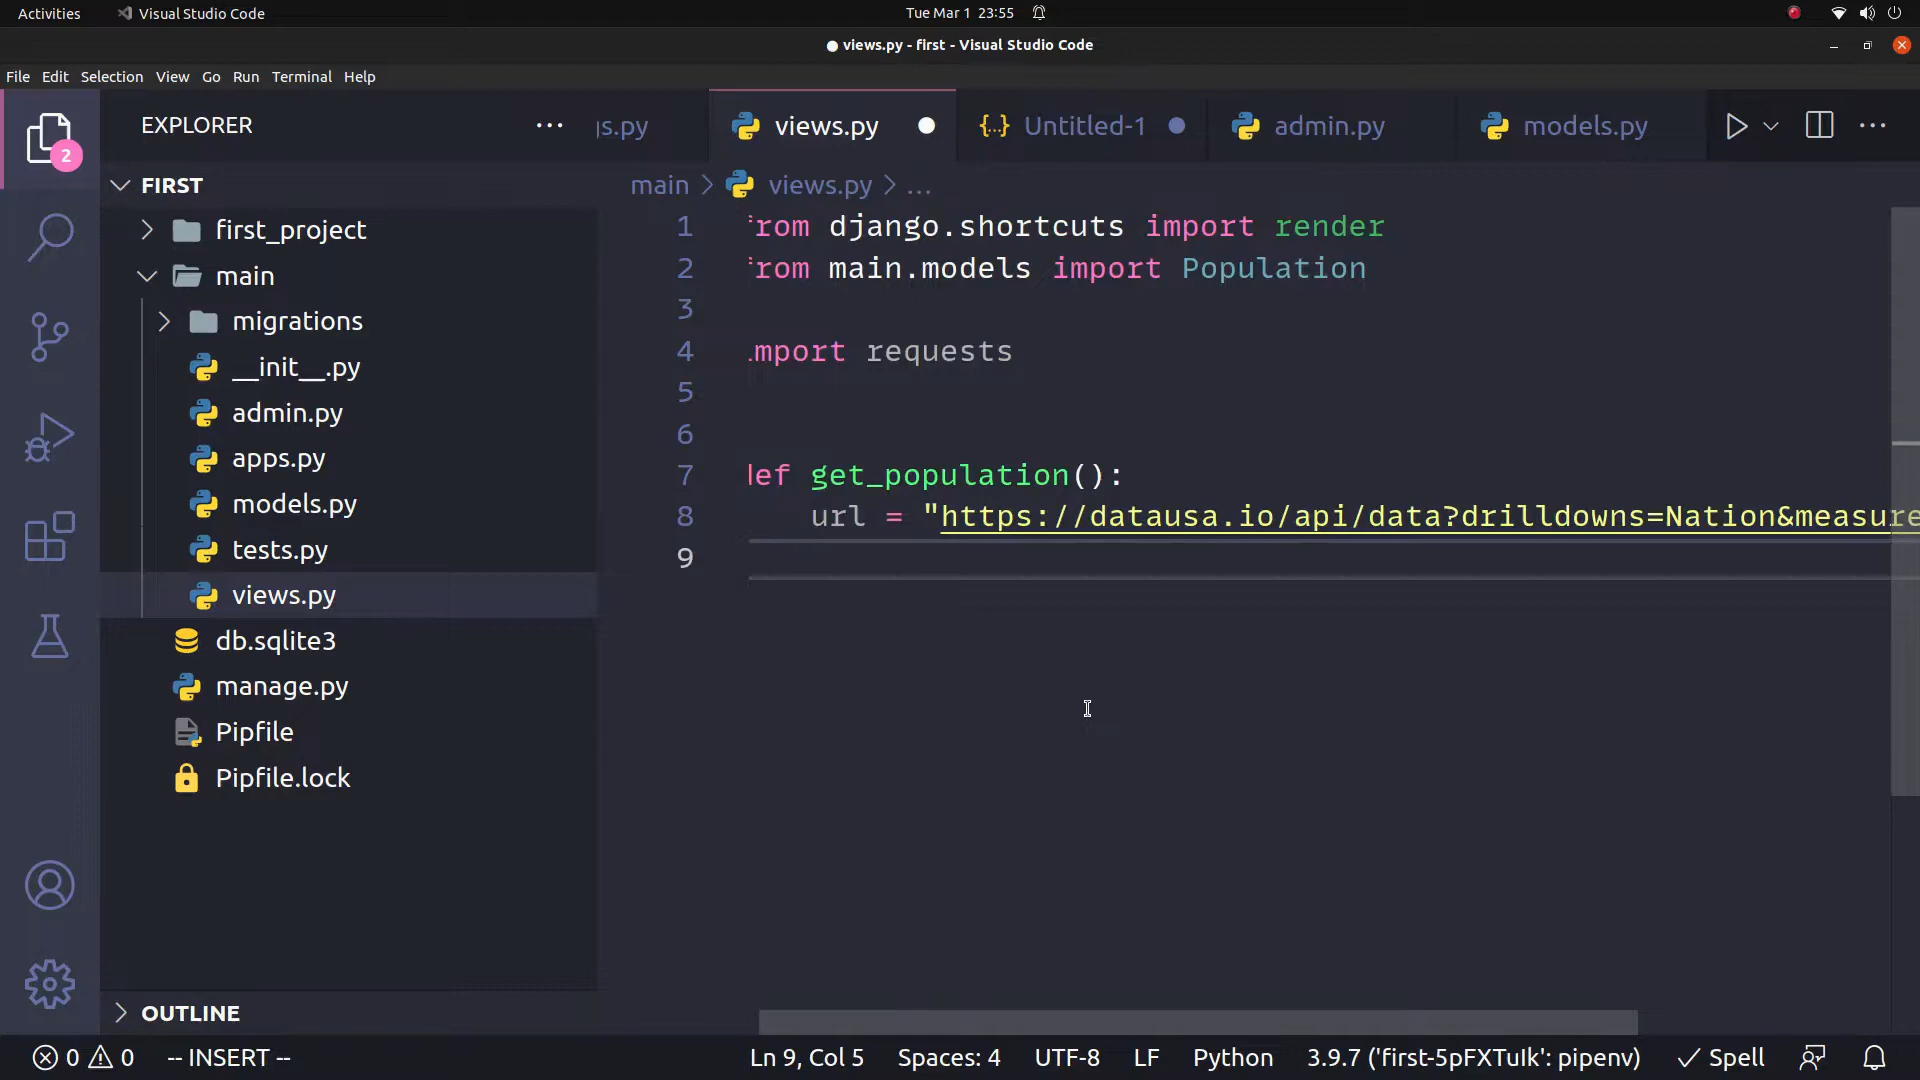 Activities
Visual Studio Code
Tue Mar 1 23:55
views.py - first - Visual Studio Code
File Edit Selection View Go Run Terminal Help
EXPLORER
s.py
views.py
Untitled-1
admin.py
models.py
2
FIRST
main > views.py > ...
first_project
main
migrations
__init__.py
admin.py
apps.py
models.py
tests.py
views.py
db.sqlite3
manage.py
Pipfile
Pipfile.lock
OUTLINE
1 rom django.shortcuts import render
2 rom main.models import Population
3
4 mport requests
5
6
7 ef get_population():
8 url = "https://datausa.io/api/data?drilldowns=Nation&measure
9
0 0 -- INSERT -- Ln 9, Col 5 Spaces: 4 UTF-8 LF Python 3.9.7 ('first-5pFXTuIk': pipenv) Spell